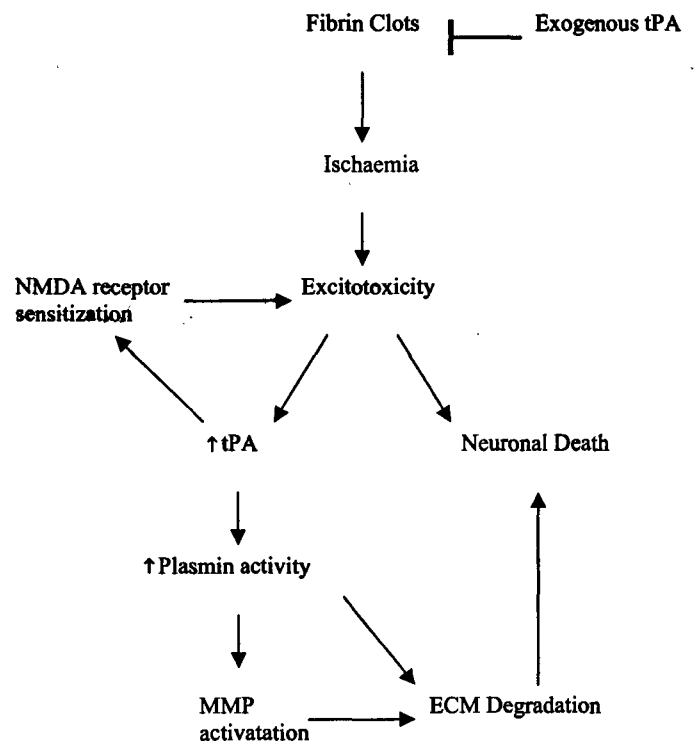 Fibrin Clots
Exogenous tPA
Ischaemia
NMDA receptor
sensitization
Excitotoxicity
↑tPA
Neuronal Death
↑Plasmin activity
MMP
activatation
ECM Degradation